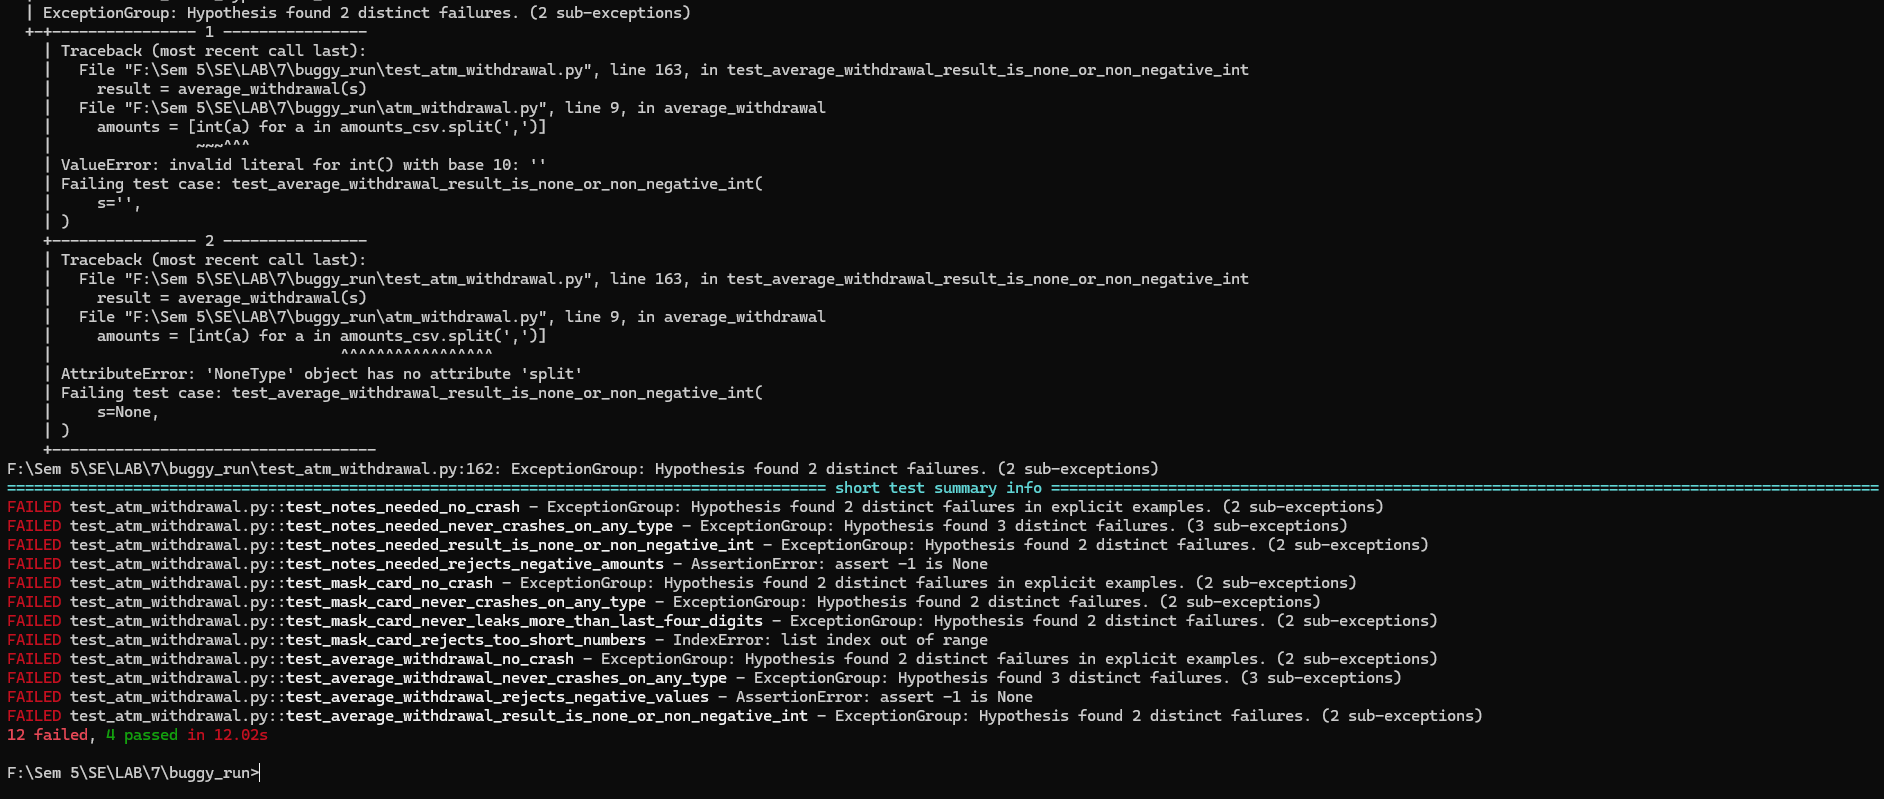 | ExceptionGroup: Hypothesis found 2 distinct failures. (2 sub-exceptions)
+-+---------------- 1 ----------------
| Traceback (most recent call last):
|   File "F:\Sem 5\SE\LAB\7\buggy_run\test_atm_withdrawal.py", line 163, in test_average_withdrawal_result_is_none_or_non_negative_int
|     result = average_withdrawal(s)
|   File "F:\Sem 5\SE\LAB\7\buggy_run\atm_withdrawal.py", line 9, in average_withdrawal
|     amounts = [int(a) for a in amounts_csv.split(',')]
|                ~~~^^^
| ValueError: invalid literal for int() with base 10: ''
| Failing test case: test_average_withdrawal_result_is_none_or_non_negative_int(
|     s='',
| )
+---------------- 2 ----------------
| Traceback (most recent call last):
|   File "F:\Sem 5\SE\LAB\7\buggy_run\test_atm_withdrawal.py", line 163, in test_average_withdrawal_result_is_none_or_non_negative_int
|     result = average_withdrawal(s)
|   File "F:\Sem 5\SE\LAB\7\buggy_run\atm_withdrawal.py", line 9, in average_withdrawal
|     amounts = [int(a) for a in amounts_csv.split(',')]
|                                ^^^^^^^^^^^^^^^^^
| AttributeError: 'NoneType' object has no attribute 'split'
| Failing test case: test_average_withdrawal_result_is_none_or_non_negative_int(
|     s=None,
| )
+------------------------------------
F:\Sem 5\SE\LAB\7\buggy_run\test_atm_withdrawal.py:162: ExceptionGroup: Hypothesis found 2 distinct failures. (2 sub-exceptions)
=========================================================================================== short test summary info ============================================================================================
FAILED test_atm_withdrawal.py::test_notes_needed_no_crash - ExceptionGroup: Hypothesis found 2 distinct failures in explicit examples. (2 sub-exceptions)
FAILED test_atm_withdrawal.py::test_notes_needed_never_crashes_on_any_type - ExceptionGroup: Hypothesis found 3 distinct failures. (3 sub-exceptions)
FAILED test_atm_withdrawal.py::test_notes_needed_result_is_none_or_non_negative_int - ExceptionGroup: Hypothesis found 2 distinct failures. (2 sub-exceptions)
FAILED test_atm_withdrawal.py::test_notes_needed_rejects_negative_amounts - AssertionError: assert -1 is None
FAILED test_atm_withdrawal.py::test_mask_card_no_crash - ExceptionGroup: Hypothesis found 2 distinct failures in explicit examples. (2 sub-exceptions)
FAILED test_atm_withdrawal.py::test_mask_card_never_crashes_on_any_type - ExceptionGroup: Hypothesis found 2 distinct failures. (2 sub-exceptions)
FAILED test_atm_withdrawal.py::test_mask_card_never_leaks_more_than_last_four_digits - ExceptionGroup: Hypothesis found 2 distinct failures. (2 sub-exceptions)
FAILED test_atm_withdrawal.py::test_mask_card_rejects_too_short_numbers - IndexError: list index out of range
FAILED test_atm_withdrawal.py::test_average_withdrawal_no_crash - ExceptionGroup: Hypothesis found 2 distinct failures in explicit examples. (2 sub-exceptions)
FAILED test_atm_withdrawal.py::test_average_withdrawal_never_crashes_on_any_type - ExceptionGroup: Hypothesis found 3 distinct failures. (3 sub-exceptions)
FAILED test_atm_withdrawal.py::test_average_withdrawal_rejects_negative_values - AssertionError: assert -1 is None
FAILED test_atm_withdrawal.py::test_average_withdrawal_result_is_none_or_non_negative_int - ExceptionGroup: Hypothesis found 2 distinct failures. (2 sub-exceptions)
12 failed, 4 passed in 12.02s
F:\Sem 5\SE\LAB\7\buggy_run>